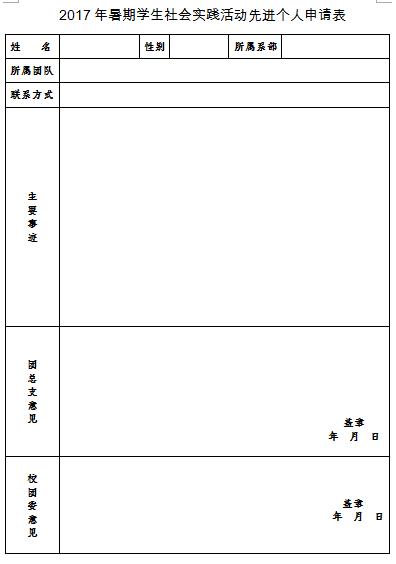 2017 年暑期学生社会实践活动先进个人申请表
姓 名 性别 所属系部
所属团队
联系方式
主要事迹
团总支意见
签章
年 月 日
校团委意见
签章
年 月 日